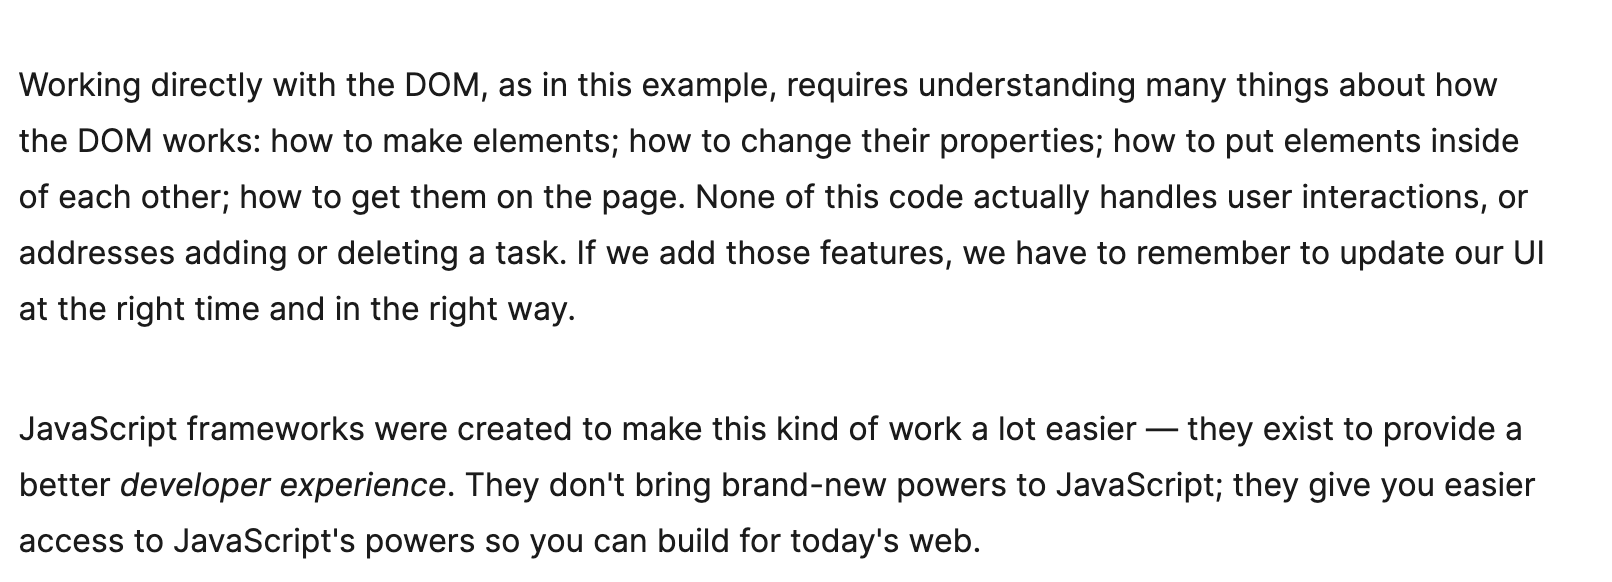 Working directly with the DOM, as in this example, requires understanding many things about how
the DOM works: how to make elements; how to change their properties; how to put elements inside
of each other; how to get them on the page. None of this code actually handles user interactions, or
addresses adding or deleting a task. If we add those features, we have to remember to update our UI
at the right time and in the right way.
JavaScript frameworks were created to make this kind of work a lot easier — they exist to provide a
better developer experience. They don't bring brand-new powers to JavaScript; they give you easier
access to JavaScript's powers so you can build for today's web.